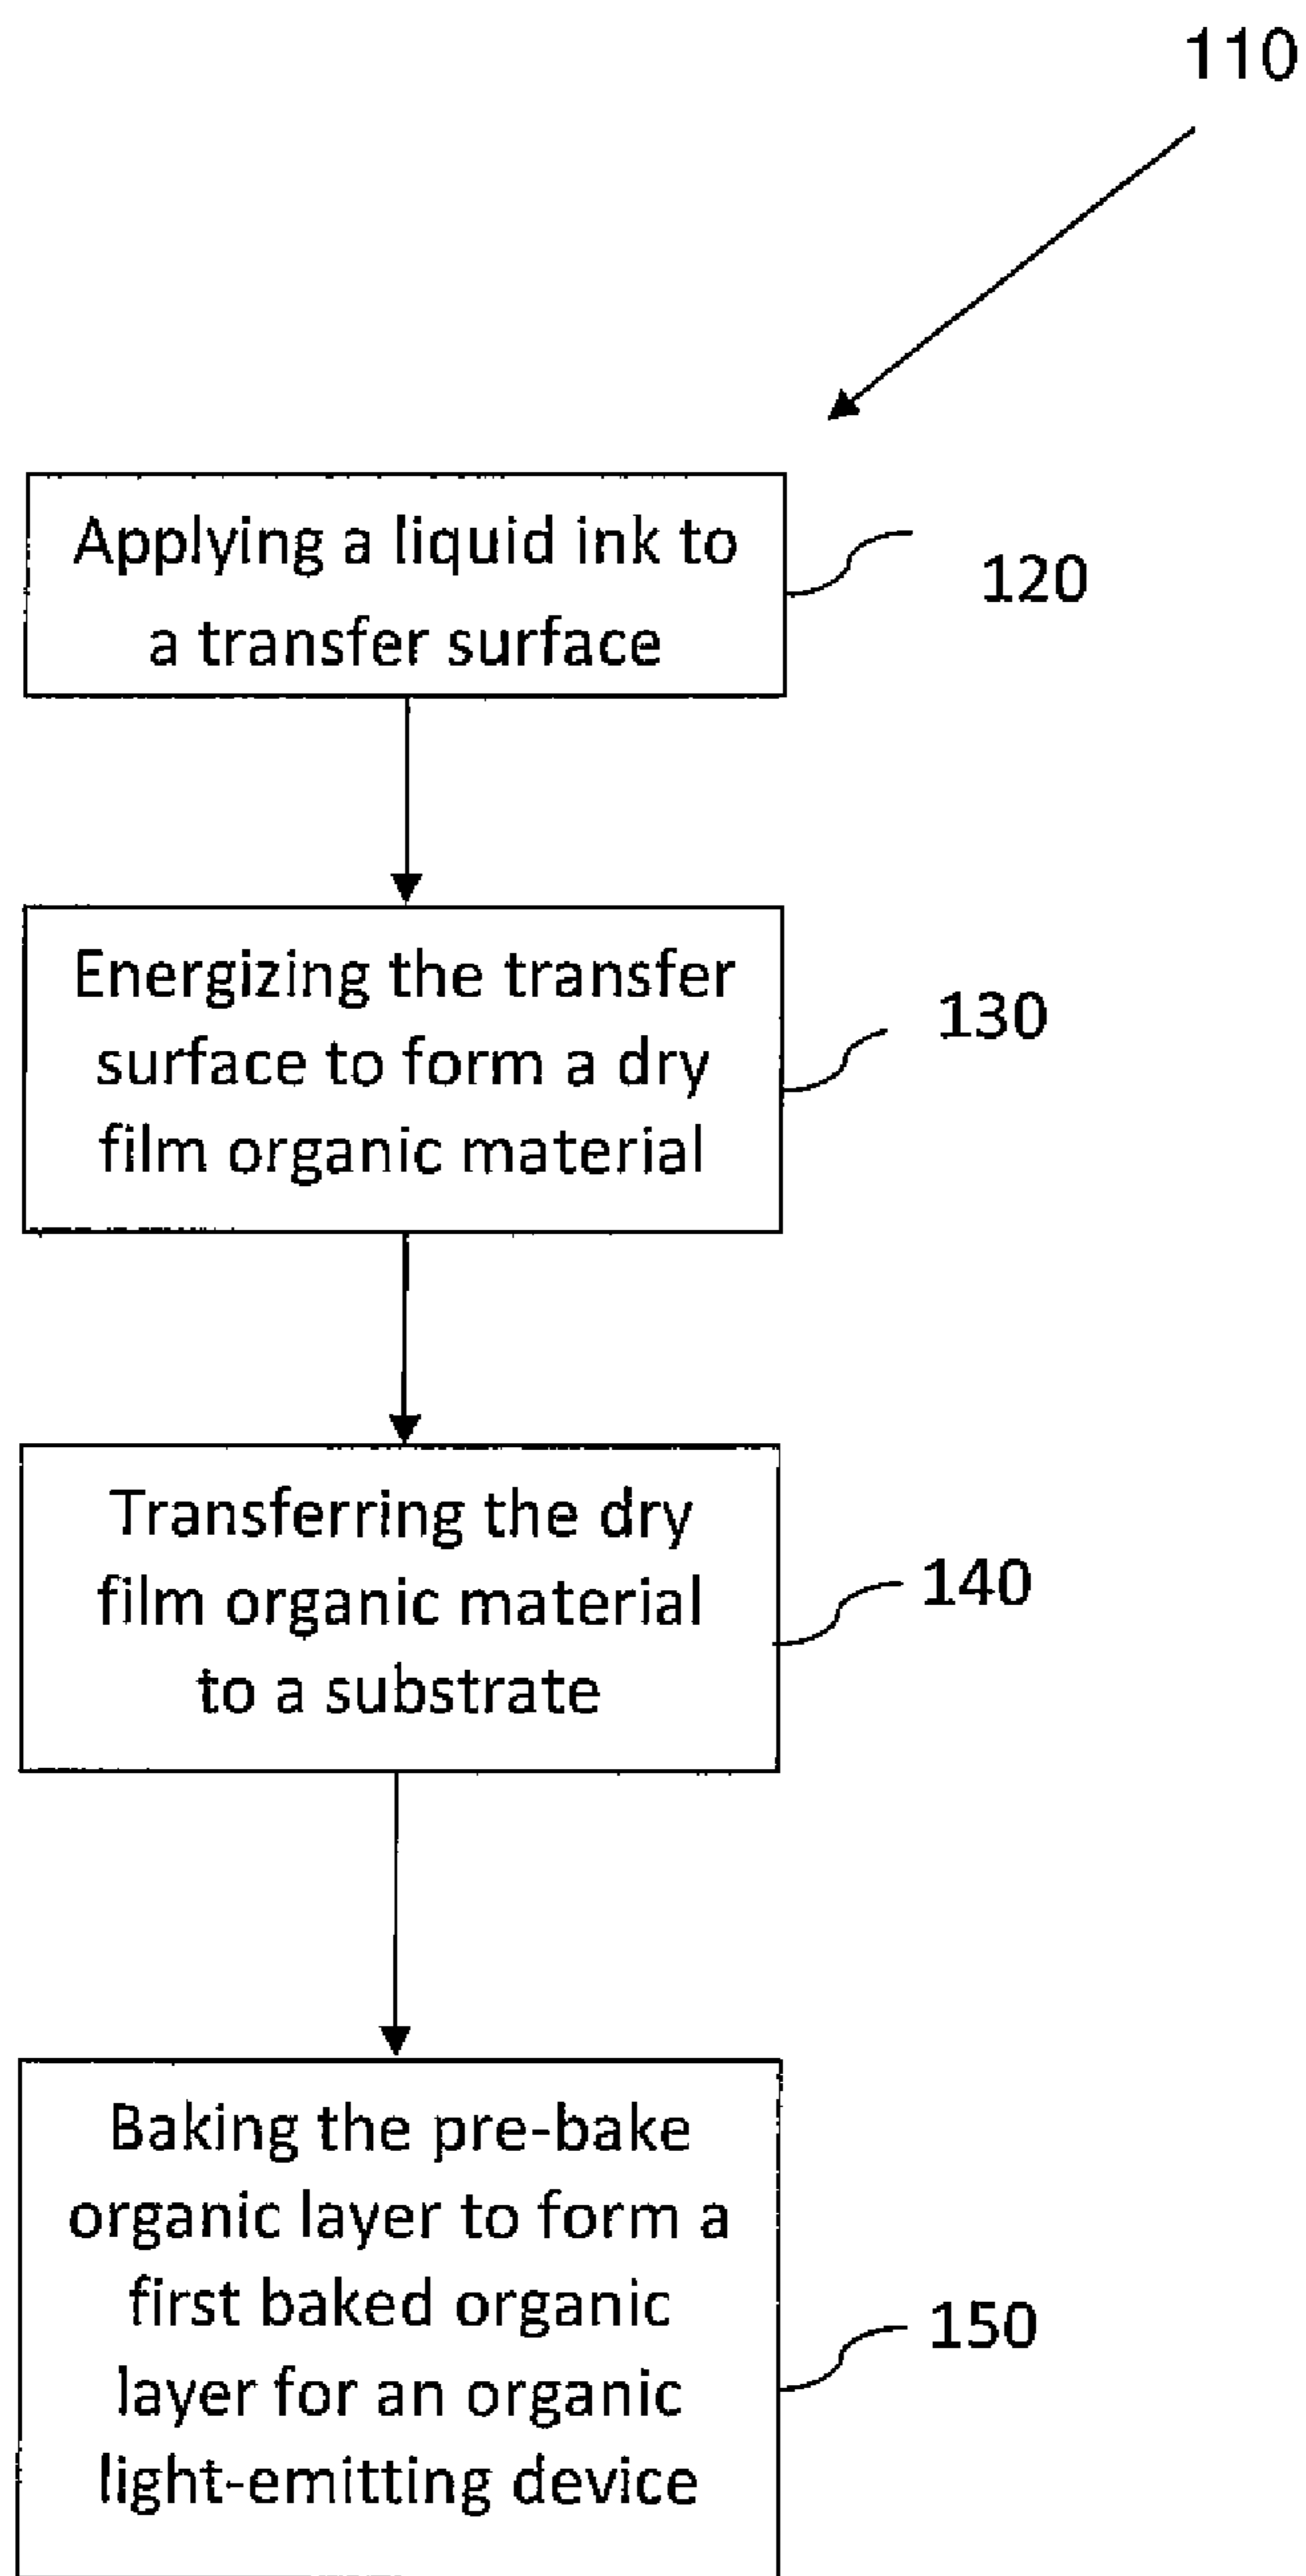 110
Applying a liquid ink to
a transfer surface
120
Energizing the transfer
surface to form a dry
film organic material
130
Transferring the dry
film organic material
to a substrate
140
Baking the pre-bake
organic layer to form a
first baked organic
layer for an organic
light-emitting device
150